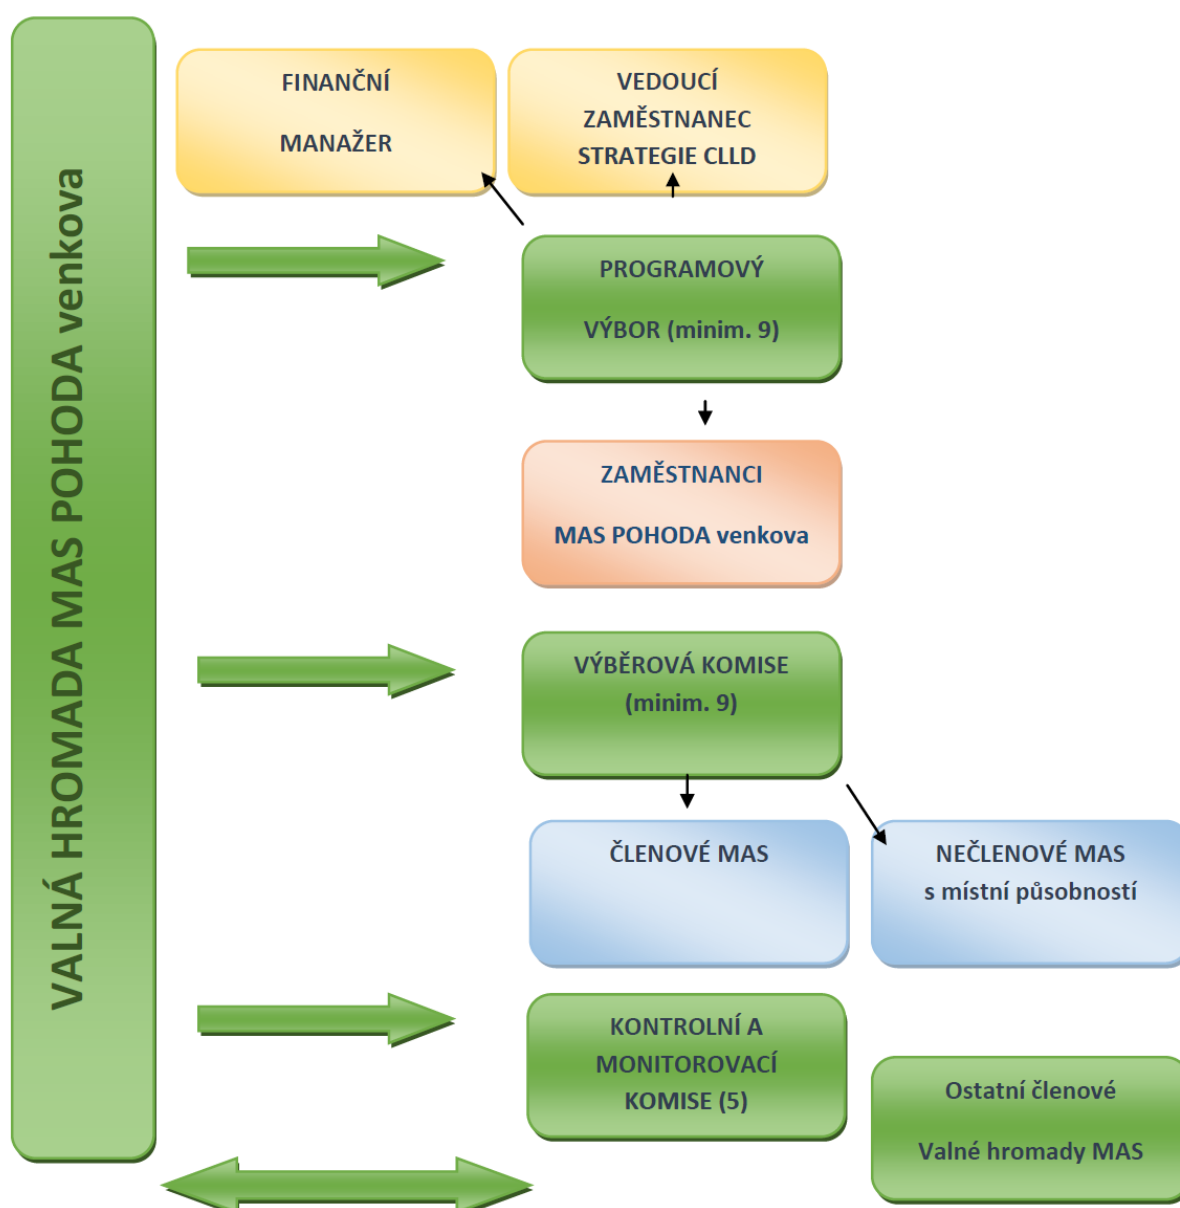 VALNÁ HROMADA MAS POHODA venkova
FINANČNÍ
MANAŽER
VEDOUCÍ
ZAMĚSTNANEC
STRATEGIE CLLD
PROGRAMOVÝ
VÝBOR (minim. 9)
ZAMĚSTNANCI
MAS POHODA venkova
VÝBĚROVÁ KOMISE
(minim. 9)
ČLENOVÉ MAS
NEČLENOVÉ MAS
s místní působností
KONTROLNÍ A
MONITOROVACÍ
KOMISE (5)
Ostatní členové
Valné hromady MAS